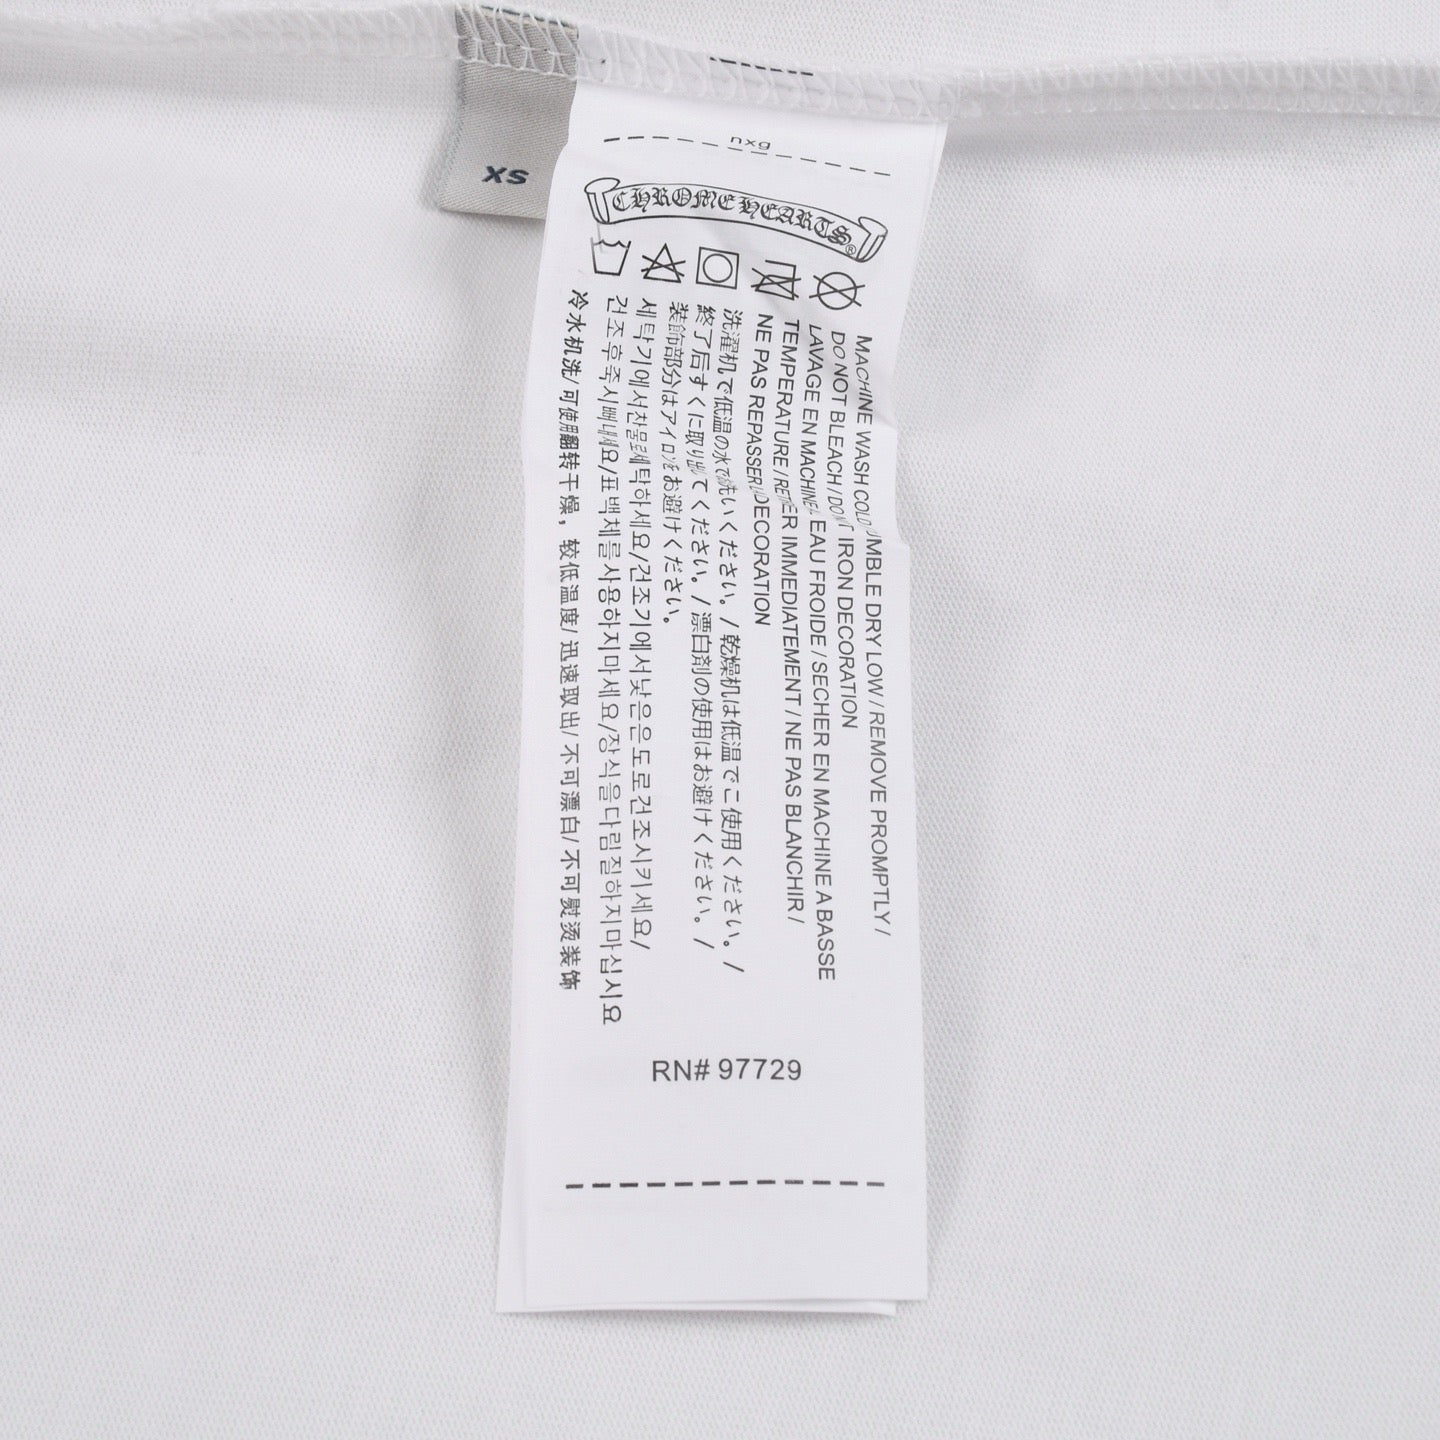 XS
nxg
CHROME HEARTS®
MACHINE WASH COLD UMBLE DRY LOW / REMOVE PROMPTLY /
DO NOT BLEACH / DON'T IRON DECORATION
LAVAGE EN MACHINE EAU FROIDE / SECHER EN MACHINE A BASSE
TEMPERATURE / RETIRER IMMEDIATEMENT / NE PAS BLANCHIR /
NE PAS REPASSER DECORATION
洗濯机で低温の水で洗いください。/ 乾燥机は低温でご使用ください。/
終了后すぐに取り出してください。/ 漂白剤の使用はお避けください。/
装飾部分はアイロンをお避けください。
세탁기에서찬물로세탁하세요/건조기에서낮은온도로건조시키세요/
건조후즉시빼내세요/표백제를사용하지마세요/장식을다림질하지마십시요
冷水机洗/可使用翻转干燥，较低温度/迅速取出/不可漂白/不可熨烫装饰
RN# 97729